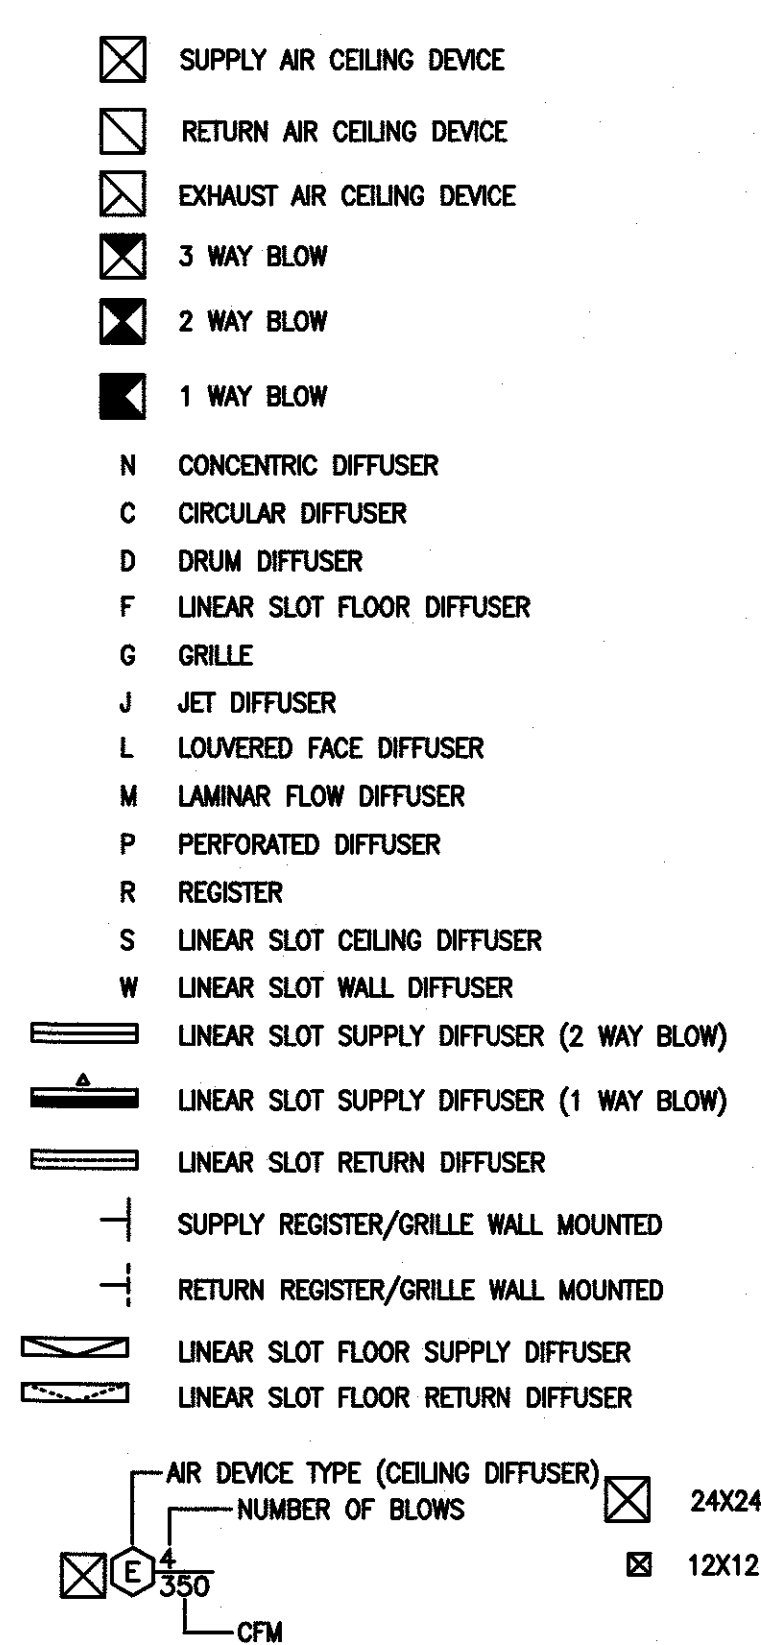 SUPPLY AIR CEILING DEVICE
RETURN AIR CEILING DEVICE
EXHAUST AIR CEILING DEVICE
3 WAY BLOW
2 WAY BLOW
1 WAY BLOW
N CONCENTRIC DIFFUSER
C CIRCULAR DIFFUSER
D DRUM DIFFUSER
F LINEAR SLOT FLOOR DIFFUSER
G GRILLE
J JET DIFFUSER
L LOUVERED FACE DIFFUSER
M LAMINAR FLOW DIFFUSER
P PERFORATED DIFFUSER
R REGISTER
S LINEAR SLOT CEILING DIFFUSER
W LINEAR SLOT WALL DIFFUSER
LINEAR SLOT SUPPLY DIFFUSER (2 WAY BLOW)
LINEAR SLOT SUPPLY DIFFUSER (1 WAY BLOW)
LINEAR SLOT RETURN DIFFUSER
SUPPLY REGISTER/GRILLE WALL MOUNTED
RETURN REGISTER/GRILLE WALL MOUNTED
LINEAR SLOT FLOOR SUPPLY DIFFUSER
LINEAR SLOT FLOOR RETURN DIFFUSER
AIR DEVICE TYPE (CEILING DIFFUSER)
NUMBER OF BLOWS
24X24
E 4
350
12X12
CFM